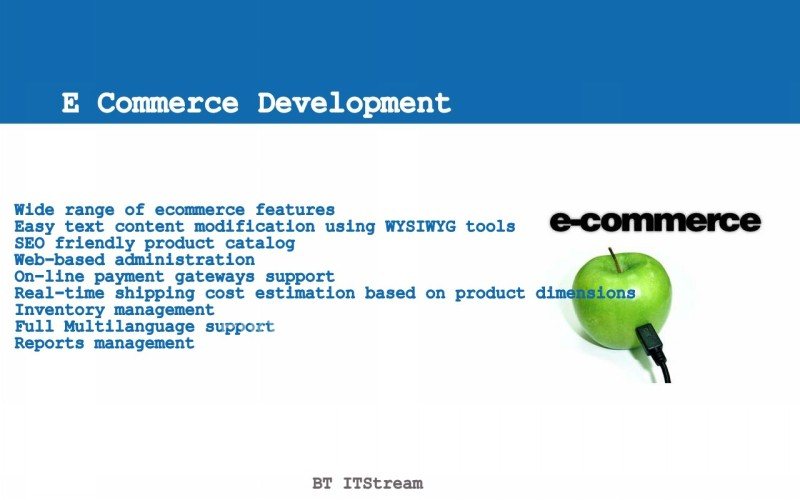 E Commerce Development
Wide range of ecommerce features
Easy text content modification using WYSIWYG tools
SEO friendly product catalog
Web-based administration
On-line payment gateways support
Real-time shipping cost estimation based on product dimensions
Inventory management
Full Multilanguage support
Reports management
e-commerce
BT ITStream